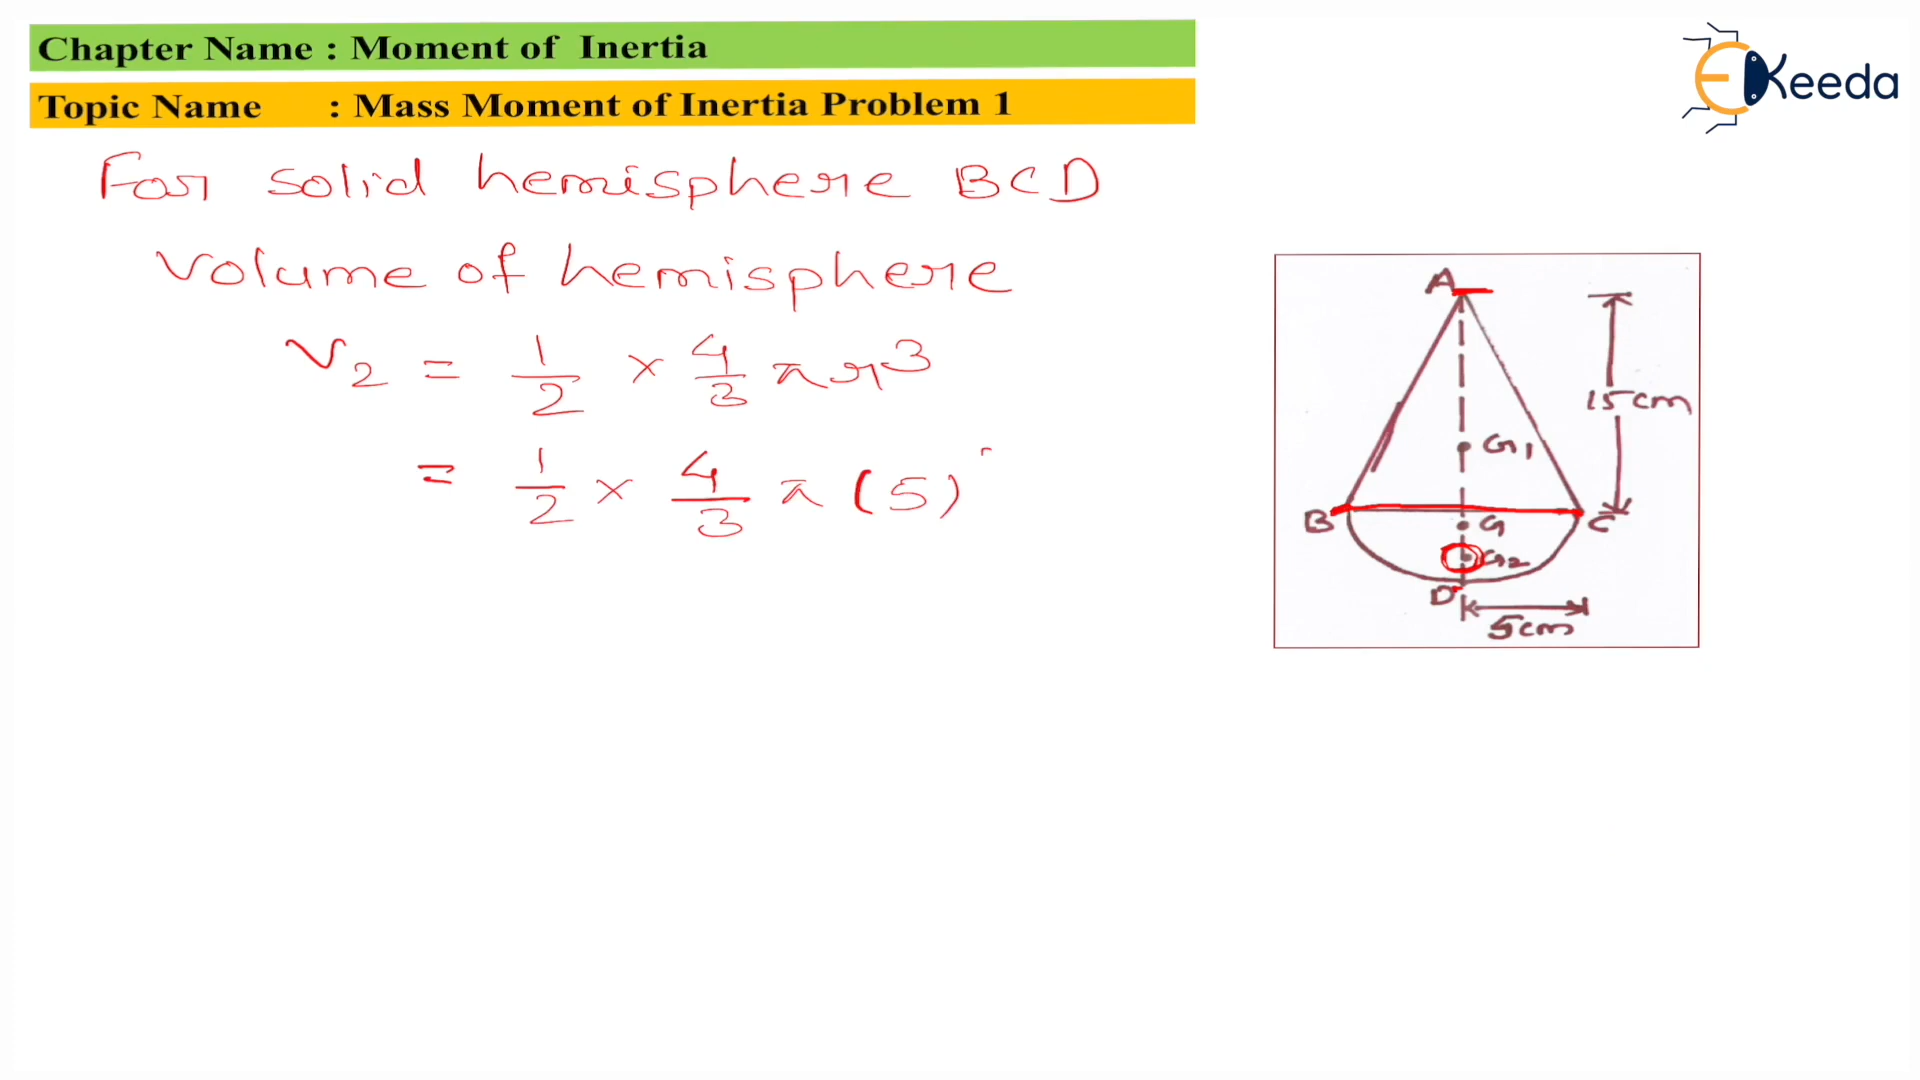 Chapter Name : Moment of Inertia
Topic Name : Mass Moment of Inertia Problem 1
EKeeda
For solid hemisphere BCD
Volume of hemisphere
V2 = 1/2 × 4/3 πr³
= 1/2 × 4/3 π (5)
A
15cm
G1
B
G
C
G2
D
5cm